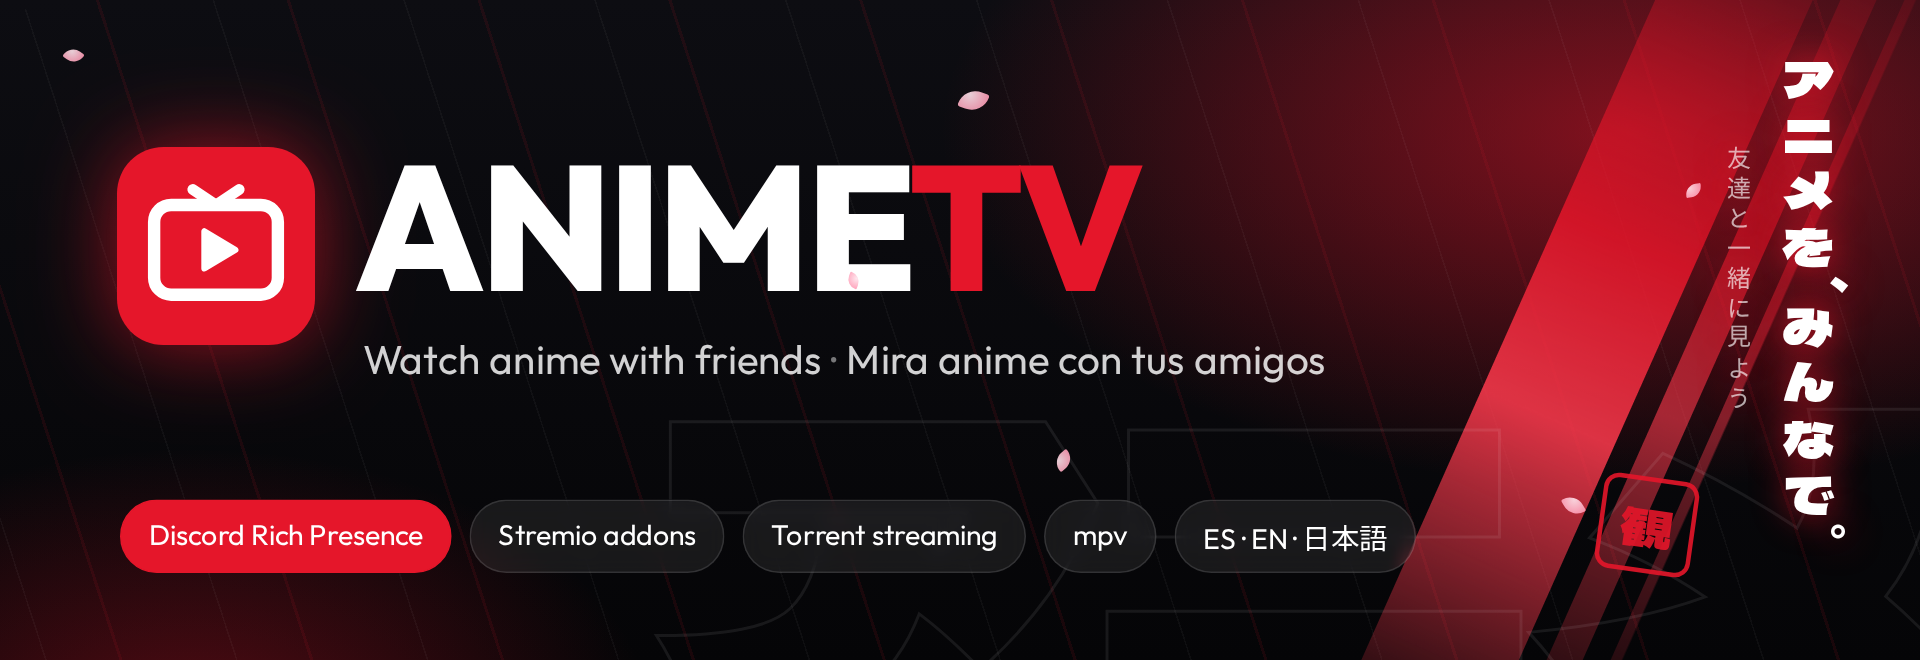 ANIMETV
Watch anime with friends · Mira anime con tus amigos
Discord Rich Presence
Stremio addons
Torrent streaming
mpv
ES · EN · 日本語
アニメを、みんなで。
友達と一緒に見よう
観